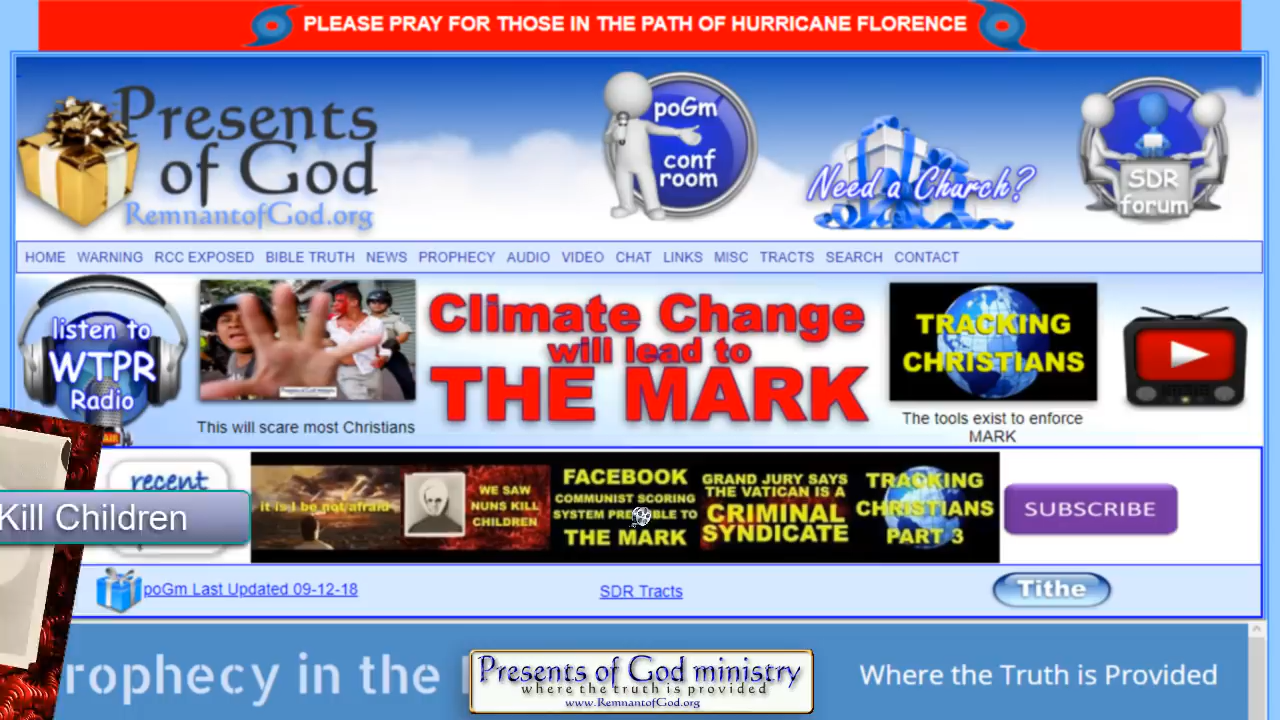 PLEASE PRAY FOR THOSE IN THE PATH OF HURRICANE FLORENCE
Presents
of God
RemnantofGod.org
poGm
conf
room
Need a Church?
SDR
forum
HOME WARNING RCC EXPOSED BIBLE TRUTH NEWS PROPHECY AUDIO VIDEO CHAT LINKS MISC TRACTS SEARCH CONTACT
listen to
WTPR
Radio
AIR
This will scare most Christians
Climate Change
will lead to
THE MARK
TRACKING
CHRISTIANS
The tools exist to enforce
MARK
recent
Kill Children
it is I be not afraid
WE SAW
NUNS KILL
CHILDREN
FACEBOOK
COMMUNIST SCORING
SYSTEM TO
THE MARK
GRAND JURY SAYS
THE VATICAN IS A
CRIMINAL
SYNDICATE
TRACKING
CHRISTIANS
PART 3
SUBSCRIBE
poGm Last Updated 09-12-18
SDR Tracts
Tithe
rophecy in the
Where the Truth is Provided
Presents of God ministry
where the truth is provided
www.RemnantofGod.org